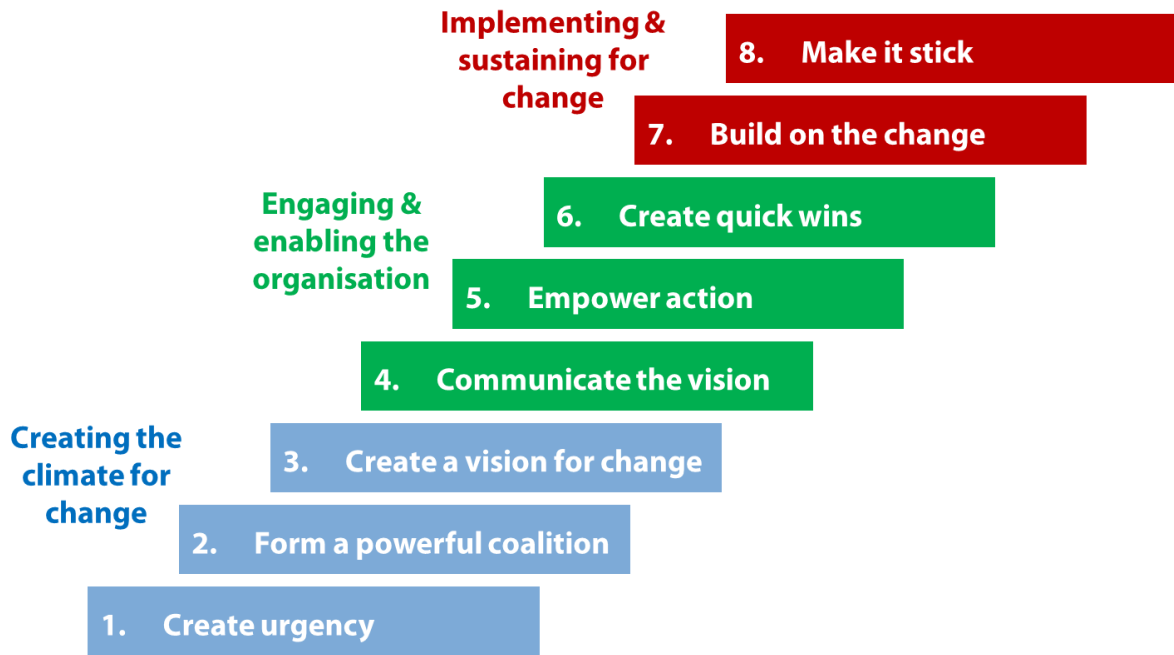 Implementing &
sustaining for
change
8. Make it stick
7. Build on the change
Engaging &
enabling the
organisation
6. Create quick wins
5. Empower action
4. Communicate the vision
Creating the
climate for
change
3. Create a vision for change
2. Form a powerful coalition
1. Create urgency